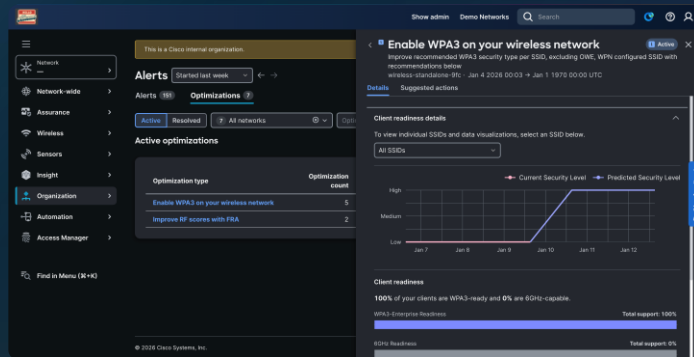 Show admin
Demo Networks
Search
Network
Network-wide
Assurance
Wireless
Sensors
Insight
Organization
Automation
Access Manager
Find in Menu (⌘+K)
This is a Cisco internal organization.
Alerts
Started last week
Alerts 151
Optimizations 7
Active
Resolved
7 All networks
Active optimizations
Optimization type
Optimization count
Enable WPA3 on your wireless network 5
Improve RF scores with FRA 2
© 2026 Cisco Systems, Inc.
Enable WPA3 on your wireless network
Active
Improve recommended WPA3 security type per SSID, excluding OWE, WPN configured SSID with
recommendations below
wireless-standalone-9fc - Jan 4 2026 00:03 → Jan 1 1970 00:00 UTC
Details
Suggested actions
Client readiness details
To view individual SSIDs and data visualizations, select an SSID below.
All SSIDs
Current Security Level
Predicted Security Level
High
Medium
Low
Jan 7 Jan 8 Jan 9 Jan 10 Jan 11 Jan 12
Client readiness
100% of your clients are WPA3-ready and 0% are 6GHz-capable.
WPA3-Enterprise Readiness Total support: 100%
6GHz Readiness Total support: 0%